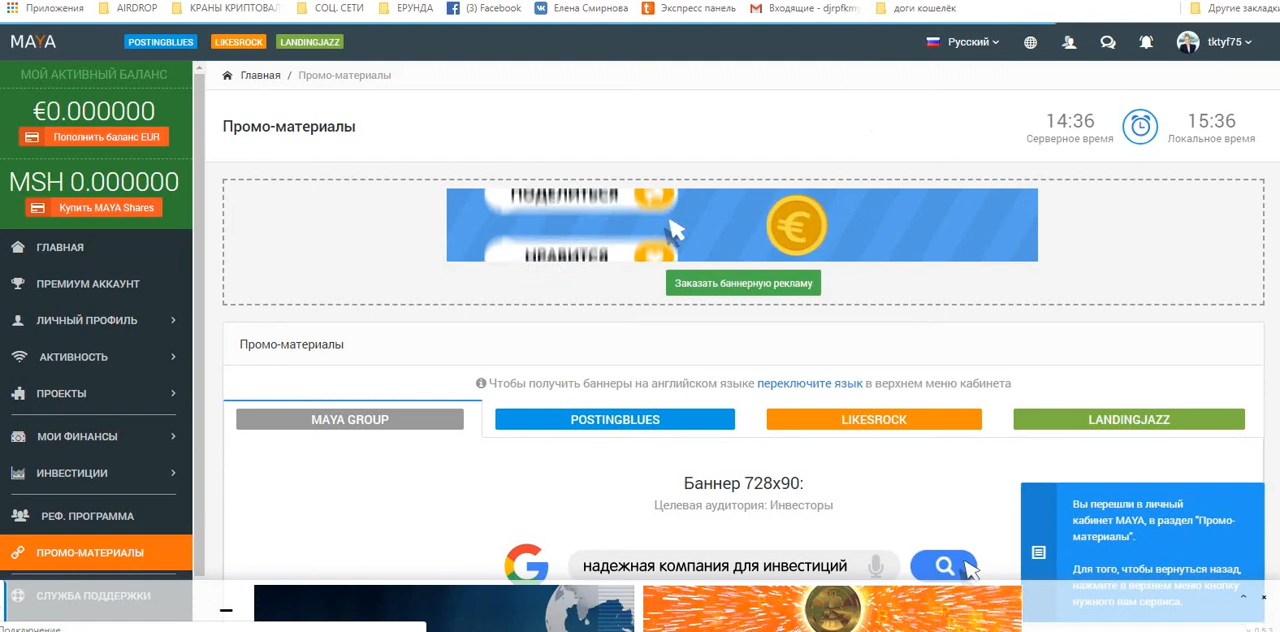 Приложения AIRDROP КРАНЫ КРИПТОВАЛ СОЦ. СЕТИ ЕРУНДА (3) Facebook Елена Смирнова Экспресс панель Входящие - djrpfkm доги кошелёк Другие закладки
MAYA POSTINGBLUES LIKESROCK LANDINGJAZZ Русский tktyf75
МОЙ АКТИВНЫЙ БАЛАНС
€0.000000
Пополнить баланс EUR
MSH 0.000000
Купить MAYA Shares
ГЛАВНАЯ
ПРЕМИУМ АККАУНТ
ЛИЧНЫЙ ПРОФИЛЬ
АКТИВНОСТЬ
ПРОЕКТЫ
МОИ ФИНАНСЫ
ИНВЕСТИЦИИ
РЕФ. ПРОГРАММА
ПРОМО-МАТЕРИАЛЫ
СЛУЖБА ПОДДЕРЖКИ
Главная / Промо-материалы
Промо-материалы
14:36 15:36
Серверное время Локальное время
ПОДЕЛИТЬСЯ
НРАВИТСЯ
€
Заказать баннерную рекламу
Промо-материалы
Чтобы получить баннеры на английском языке переключите язык в верхнем меню кабинета
MAYA GROUP POSTINGBLUES LIKESROCK LANDINGJAZZ
Баннер 728x90:
Целевая аудитория: Инвесторы
надежная компания для инвестиций
Вы перешли в личный
кабинет MAYA, в раздел "Промо-
материалы".
Для того, чтобы вернуться назад,
нажмите в верхнем меню кнопку
нужного вам сервиса.